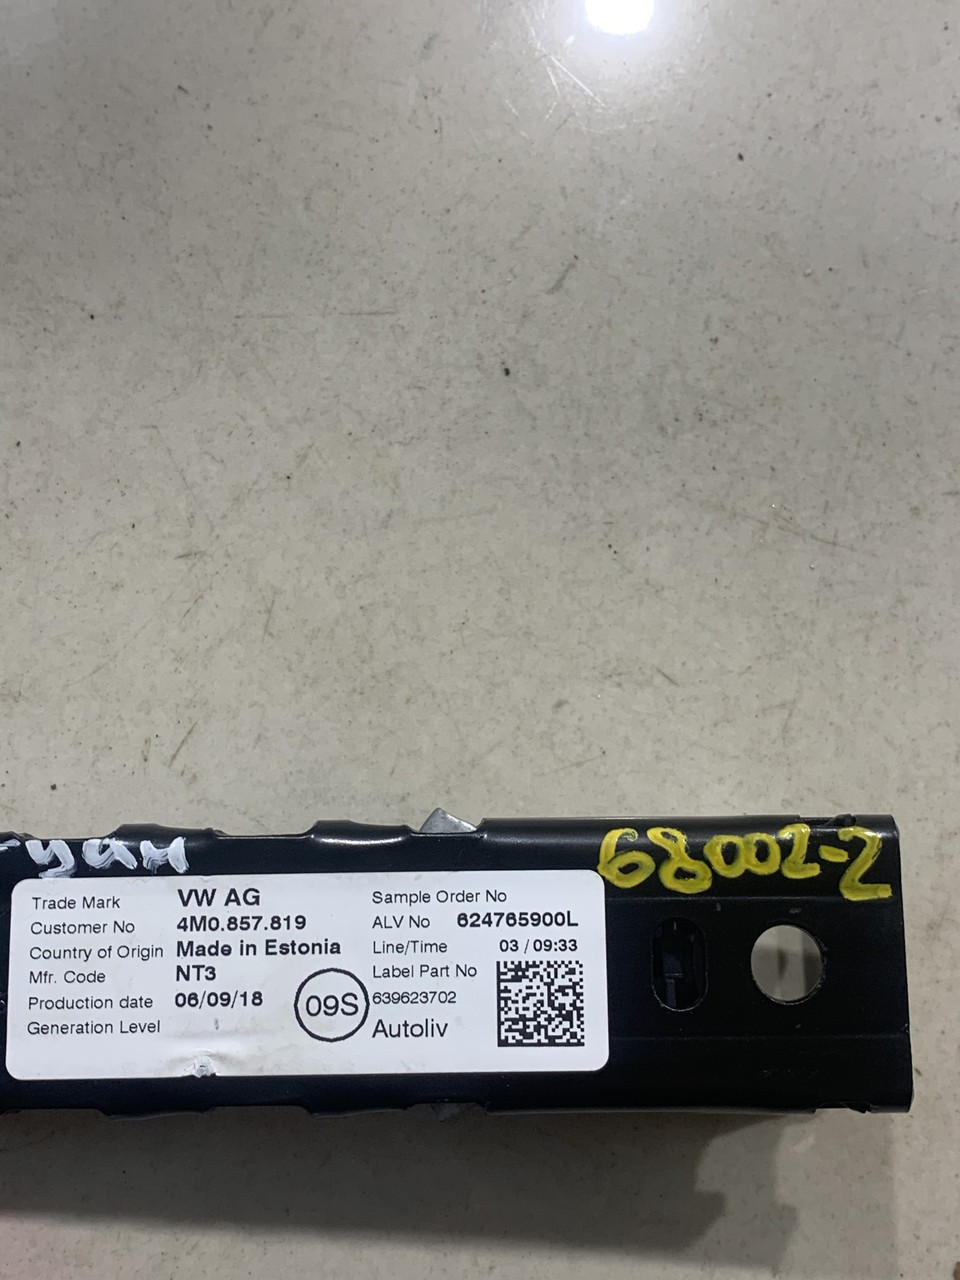 68002-2
Trade Mark VW AG
Customer No 4M0.857.819
Country of Origin Made in Estonia
Mfr. Code NT3
Production date 06/09/18
Generation Level
09S
Sample Order No
ALV No 624765900L
Line/Time 03 / 09:33
Label Part No
639623702
Autoliv